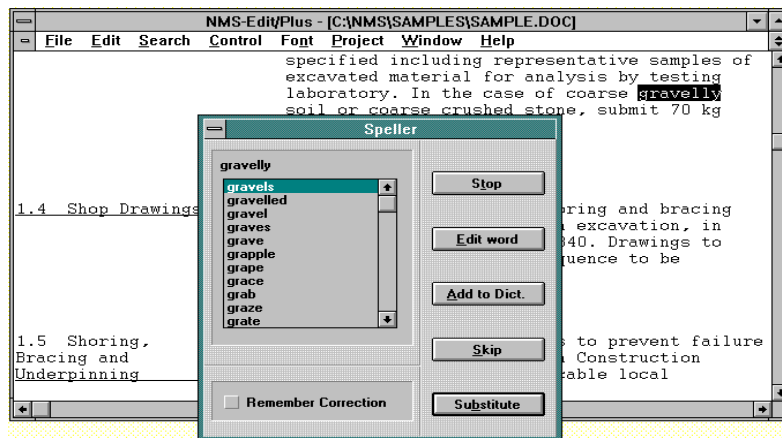 NMS-Edit/Plus - [C:\NMS\SAMPLES\SAMPLE.DOC]
File Edit Search Control Font Project Window Help
specified including representative samples of
excavated material for analysis by testing
laboratory. In the case of coarse gravelly
soil or coarse crushed stone, submit 70 kg
Speller
gravelly
gravels
gravelled
gravel
graves
grave
grapple
grape
grace
grab
graze
grate
Stop
Edit word
Add to Dict.
Skip
Substitute
Remember Correction
1.4 Shop Drawings
oring and bracing
excavation, in
340. Drawings to
quence to be
1.5 Shoring,
Bracing and
Underpinning
s to prevent failure
Construction
cable local